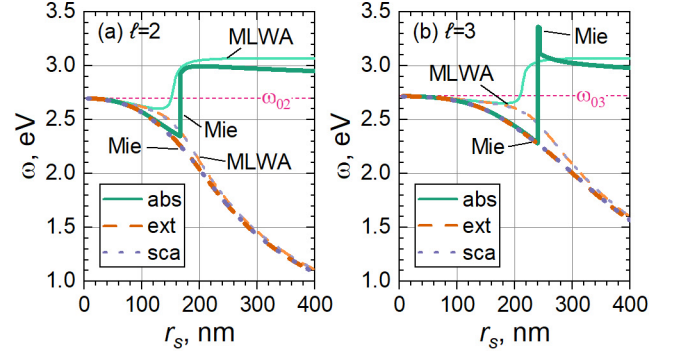 (a) ℓ=2
MLWA
ω02
Mie
Mie
MLWA
abs
ext
sca
3.5
3.0
2.5
2.0
1.5
1.0
ω, eV
0 100 200 300 400
rs, nm
(b) ℓ=3
Mie
MLWA
ω03
Mie
abs
ext
sca
3.5
3.0
2.5
2.0
1.5
1.0
ω, eV
0 100 200 300 400
rs, nm